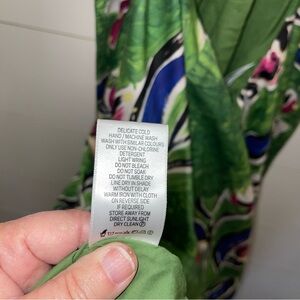 DELICATE COLD
HAND / MACHINE WASH
WASH WITH SIMILAR COLOURS
ONLY USE NON-CHLORINE
DETERGENT
LIGHT WRING
DO NOT BLEACH
DO NOT SOAK
DO NOT TUMBLE DRY
LINE DRY IN SHADE
WITHOUT DELAY
WARM IRON WITH CLOTH
ON REVERSE SIDE
IF REQUIRED
STORE AWAY FROM
DIRECT SUNLIGHT
DRY CLEAN Ⓟ